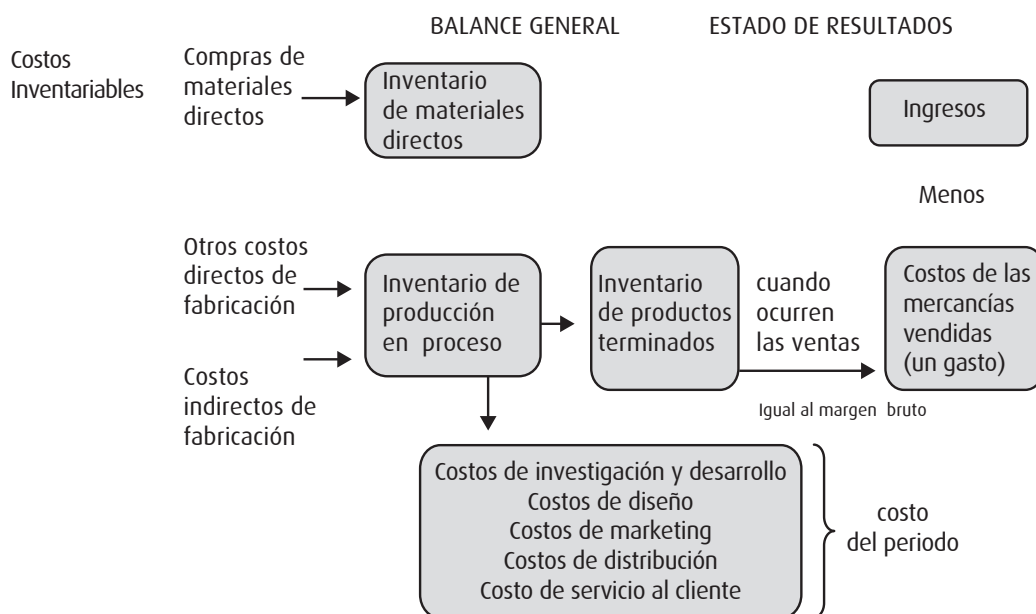 BALANCE GENERAL
ESTADO DE RESULTADOS
Costos
Inventariables
Compras de
materiales
directos
Inventario
de materiales
directos
Ingresos
Menos
Otros costos
directos de
fabricación
Costos
indirectos de
fabricación
Inventario de
producción
en proceso
Inventario
de productos
terminados
cuando
ocurren
las ventas
Costos de las
mercancías
vendidas
(un gasto)
Igual al margen bruto
Costos de investigación y desarrollo
Costos de diseño
Costos de marketing
Costos de distribución
Costo de servicio al cliente
costo
del periodo